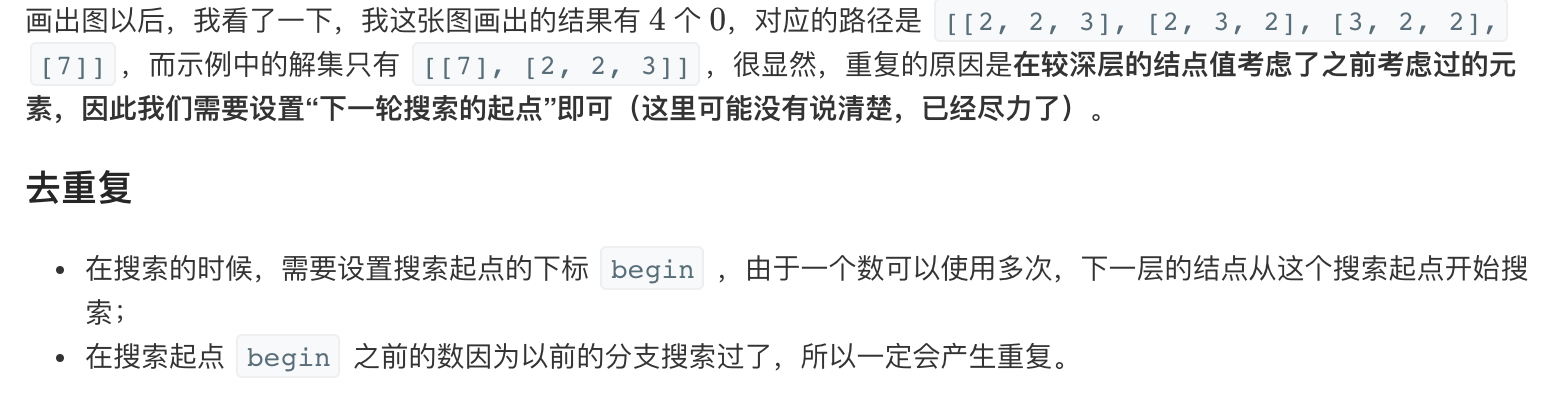 画出图以后，我看了一下，我这张图画出的结果有 4 个 0，对应的路径是 [[2, 2, 3], [2, 3, 2], [3, 2, 2],
[7]] ，而示例中的解集只有 [[7], [2, 2, 3]] ，很显然，重复的原因是在较深层的结点值考虑了之前考虑过的元
素，因此我们需要设置“下一轮搜索的起点”即可（这里可能没有说清楚，已经尽力了）。
去重复
• 在搜索的时候，需要设置搜索起点的下标 begin ，由于一个数可以使用多次，下一层的结点从这个搜索起点开始搜
索；
• 在搜索起点 begin 之前的数因为以前的分支搜索过了，所以一定会产生重复。